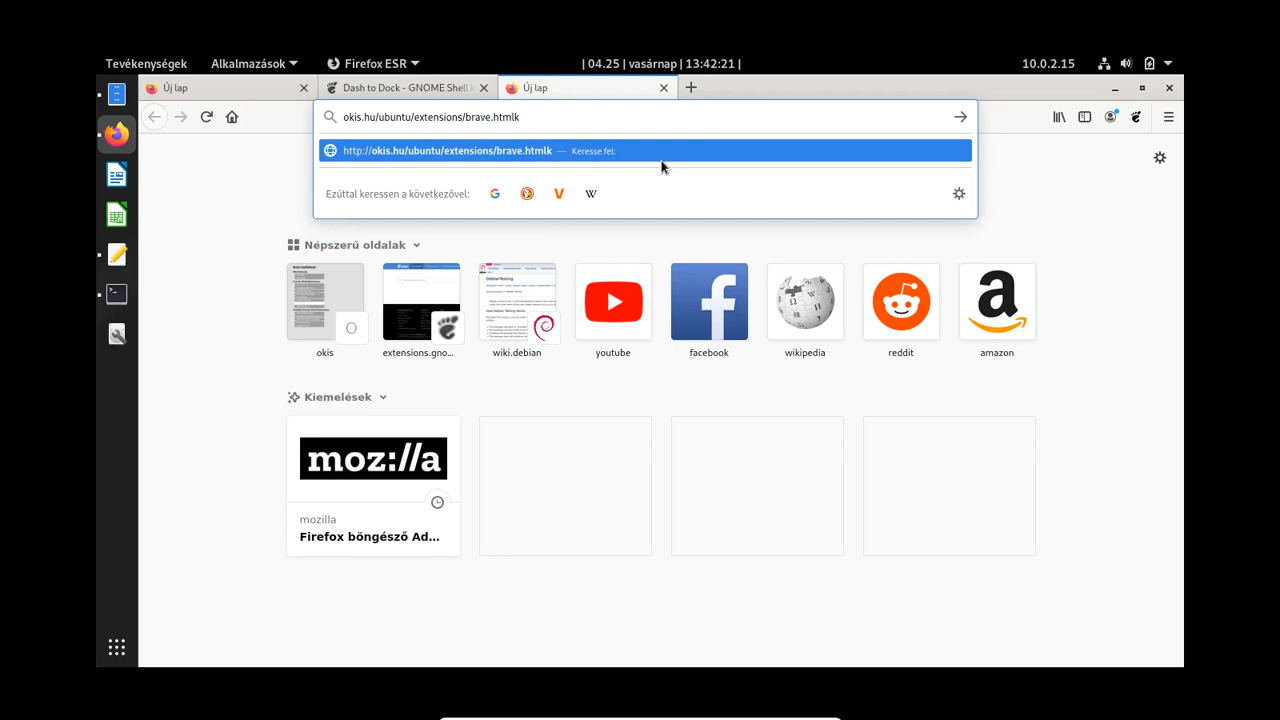 Tevékenységek Alkalmazások Firefox ESR | 04.25 | vasárnap | 13:42:21 | 10.0.2.15
Új lap Dash to Dock - GNOME Shell Új lap
okis.hu/ubuntu/extensions/brave.htmlk
http://okis.hu/ubuntu/extensions/brave.htmlk — Keresse fel:
Ezúttal keressen a következővel: G V W
Népszerű oldalak
okis extensions.gno... wiki.debian youtube facebook wikipedia reddit amazon
Kiemelések
moz://a
mozilla
Firefox böngésző Ad...